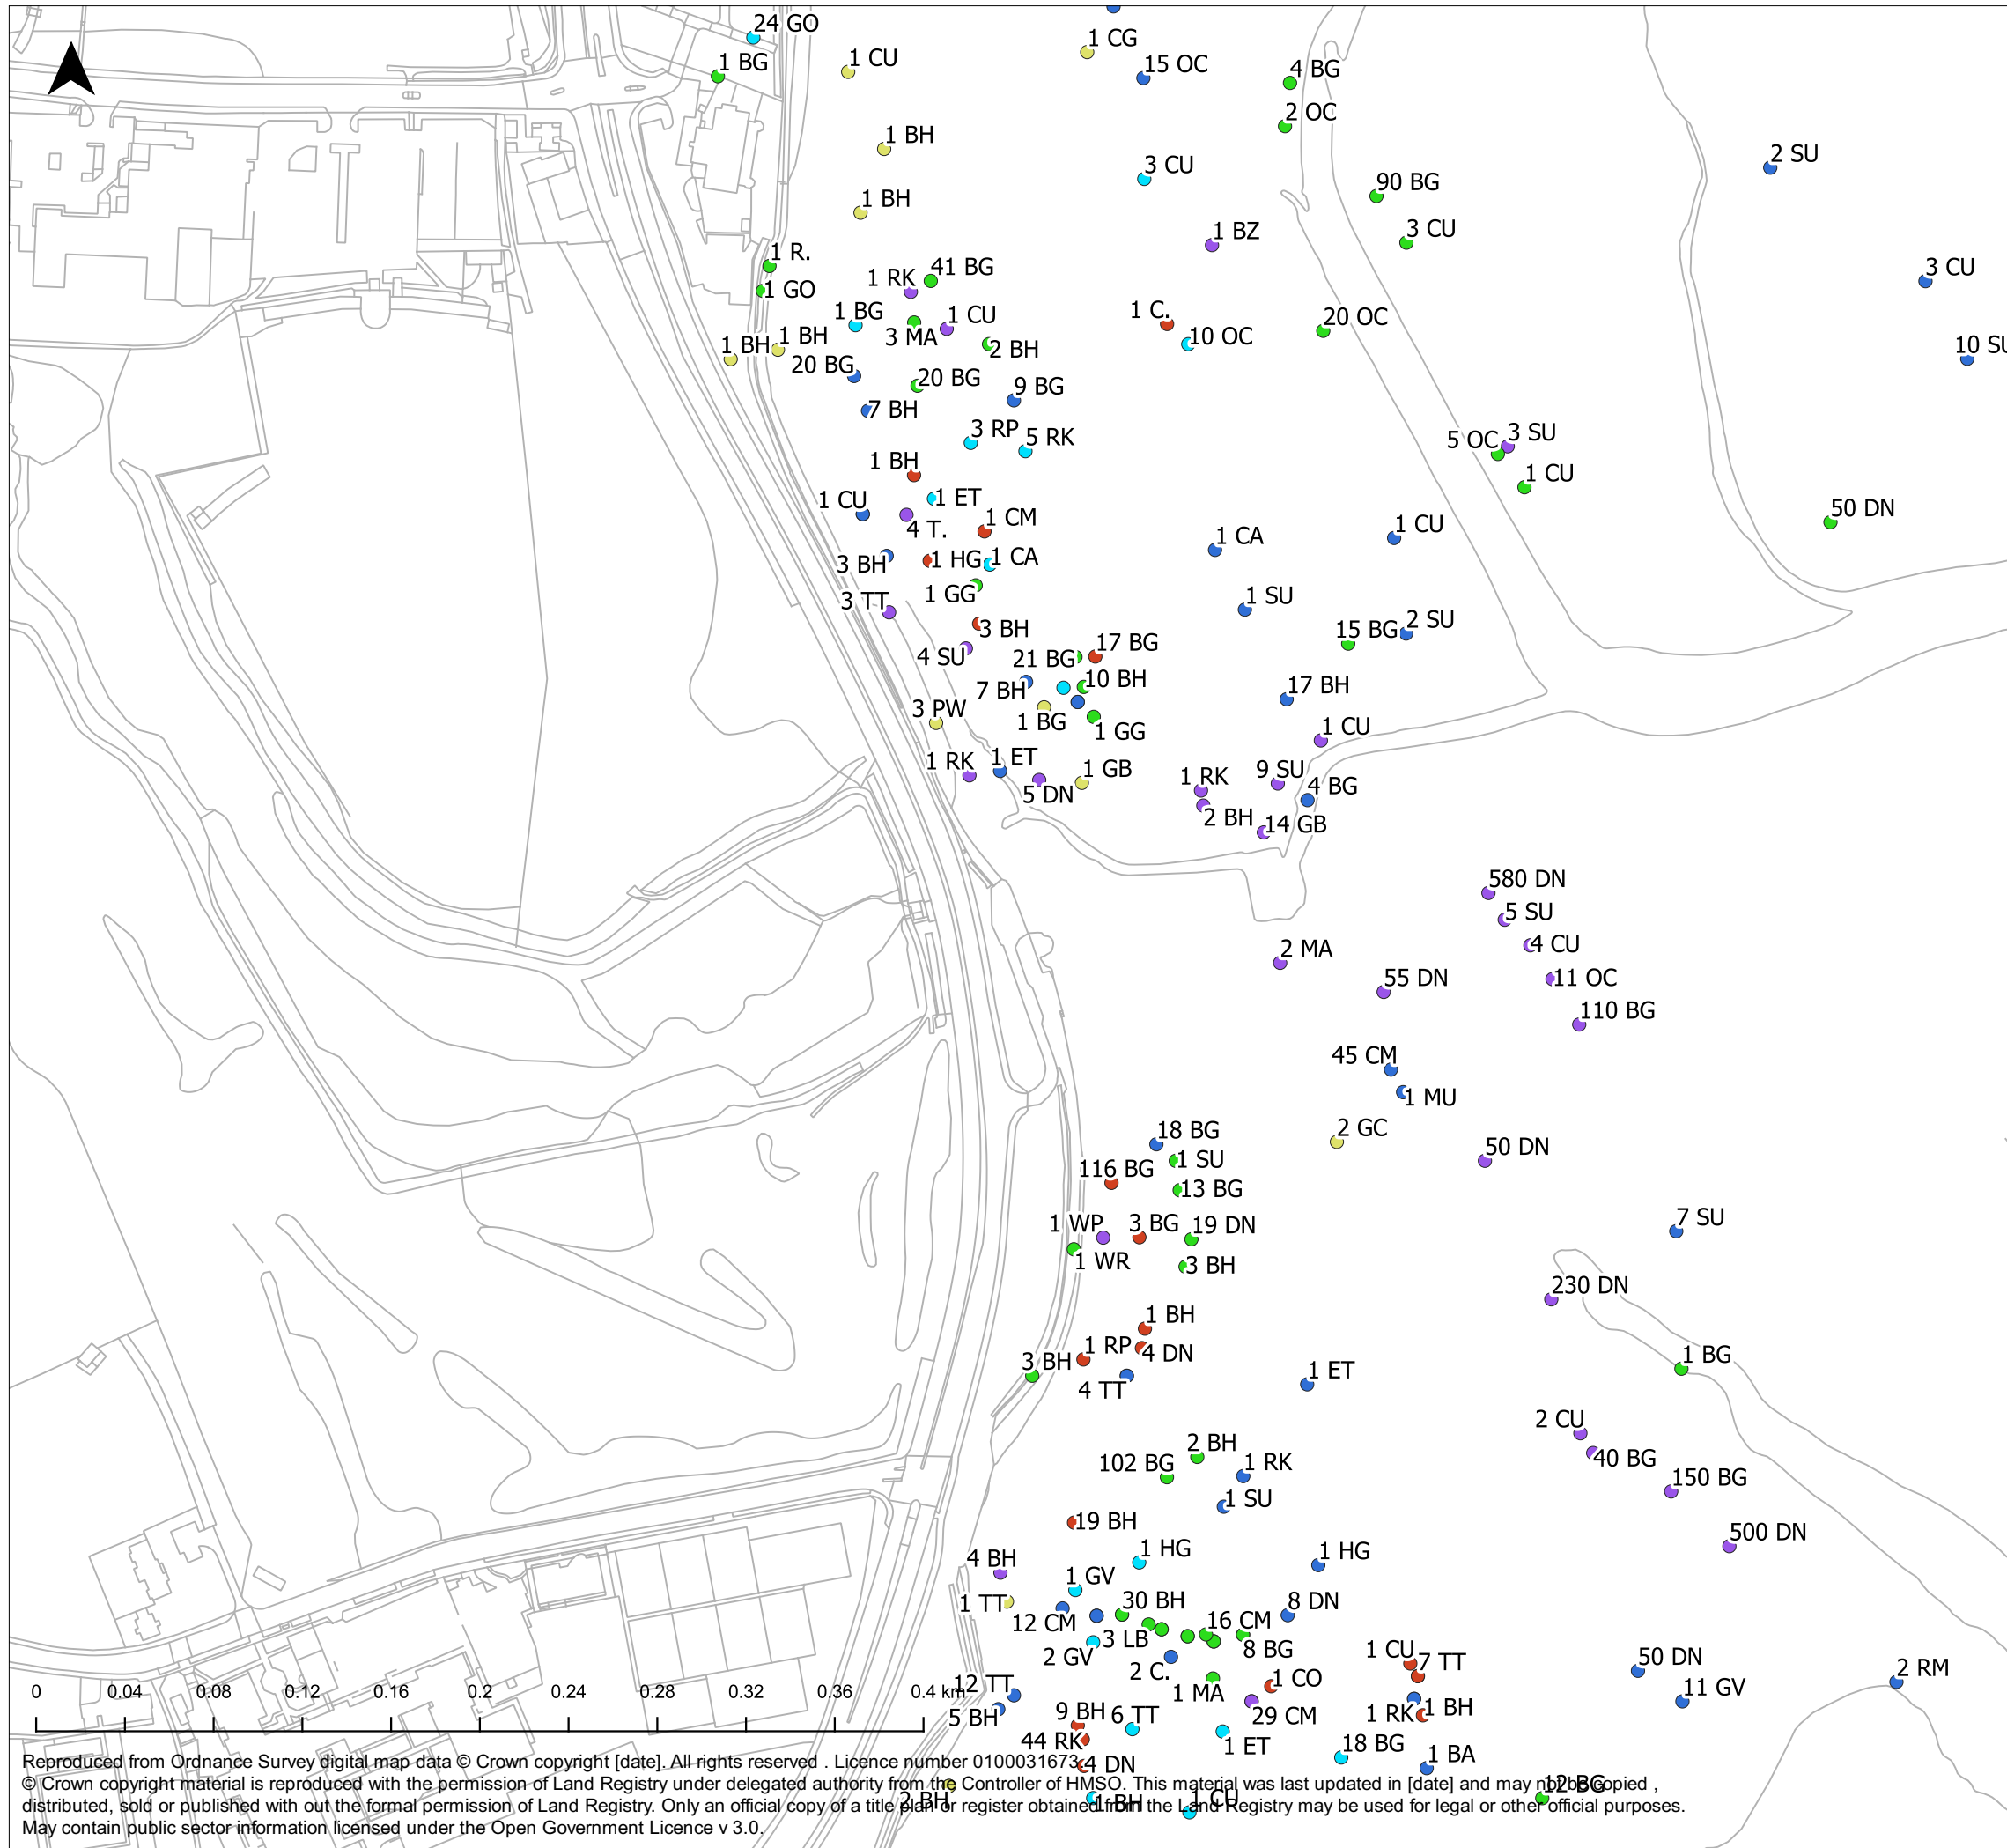 24 GO
1 CG
1 BG
1 CU
15 OC
4 BG
2 OC
1 BH
2 SU
3 CU
90 BG
1 BH
3 CU
1 BZ
1 R.
41 BG
3 CU
1 RK
1 GO
1 BG
1 CU
1 C.
20 OC
3 MA
1 BH
10 OC
1 BH
2 BH
10 SU
20 BG
20 BG
9 BG
7 BH
3 RP
5 RK
5 OC
3 SU
1 BH
1 CU
1 CU
1 ET
50 DN
4 T.
1 CM
1 CA
1 CU
3 BH
1 HG
1 CA
1 GG
3 TT
1 SU
3 BH
15 BG
2 SU
4 SU
21 BG
17 BG
7 BH
10 BH
17 BH
3 PW
1 BG
1 GG
1 CU
1 RK
1 ET
1 GB
1 RK
9 SU
5 DN
4 BG
2 BH
14 GB
580 DN
5 SU
2 MA
4 CU
55 DN
11 OC
110 BG
45 CM
1 MU
18 BG
2 GC
116 BG
1 SU
50 DN
13 BG
1 WP
3 BG
19 DN
7 SU
1 WR
3 BH
230 DN
1 BH
3 BH
1 RP
4 DN
1 BG
4 TT
1 ET
2 CU
2 BH
102 BG
1 RK
40 BG
150 BG
1 SU
19 BH
500 DN
4 BH
1 HG
1 HG
1 GV
1 TT
12 CM
30 BH
8 DN
3 LB
16 CM
2 GV
8 BG
2 C.
1 CU
7 TT
50 DN
2 RM
12 TT
1 MA
1 CO
11 GV
5 BH
9 BH
6 TT
29 CM
1 RK
1 BH
0 0.04 0.08 0.12 0.16 0.2 0.24 0.28 0.32 0.36 0.4 km
44 RK
1 ET
18 BG
1 BA
4 DN
12 BG
2 BH
1 BH
1 CU
Reproduced from Ordnance Survey digital map data © Crown copyright [date]. All rights reserved . Licence number 0100031673.
© Crown copyright material is reproduced with the permission of Land Registry under delegated authority from the Controller of HMSO. This material was last updated in [date] and may not be copied ,
distributed, sold or published with out the formal permission of Land Registry. Only an official copy of a title plan or register obtained from the Land Registry may be used for legal or other official purposes.
May contain public sector information licensed under the Open Government Licence v 3.0.